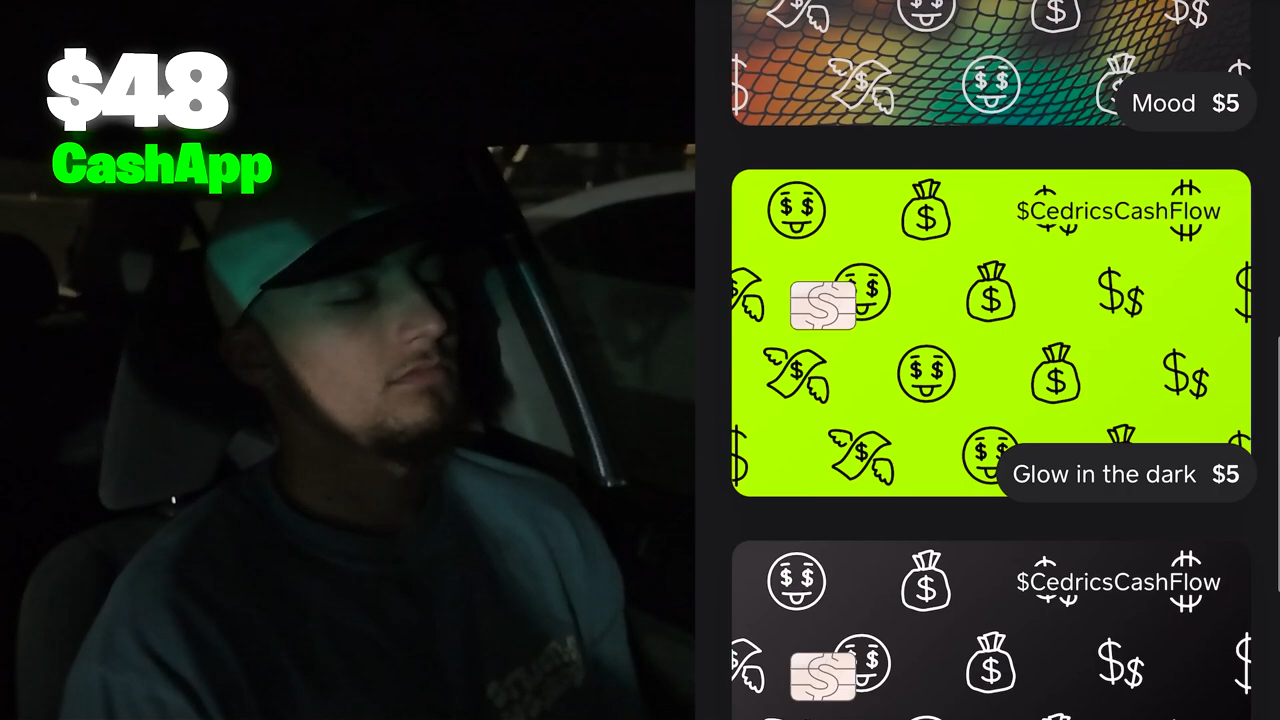 $48
CashApp
Mood $5
$CedricsCashFlow
Glow in the dark $5
$CedricsCashFlow